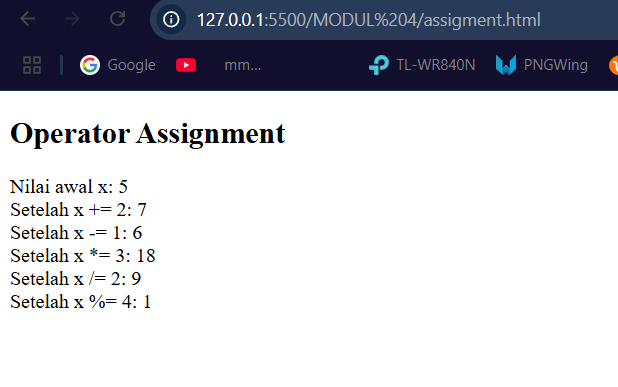 127.0.0.1:5500/MODUL%204/assigment.html
Google
mm...
TL-WR840N
PNGWing
Operator Assignment
Nilai awal x: 5
Setelah x += 2: 7
Setelah x -= 1: 6
Setelah x *= 3: 18
Setelah x /= 2: 9
Setelah x %= 4: 1